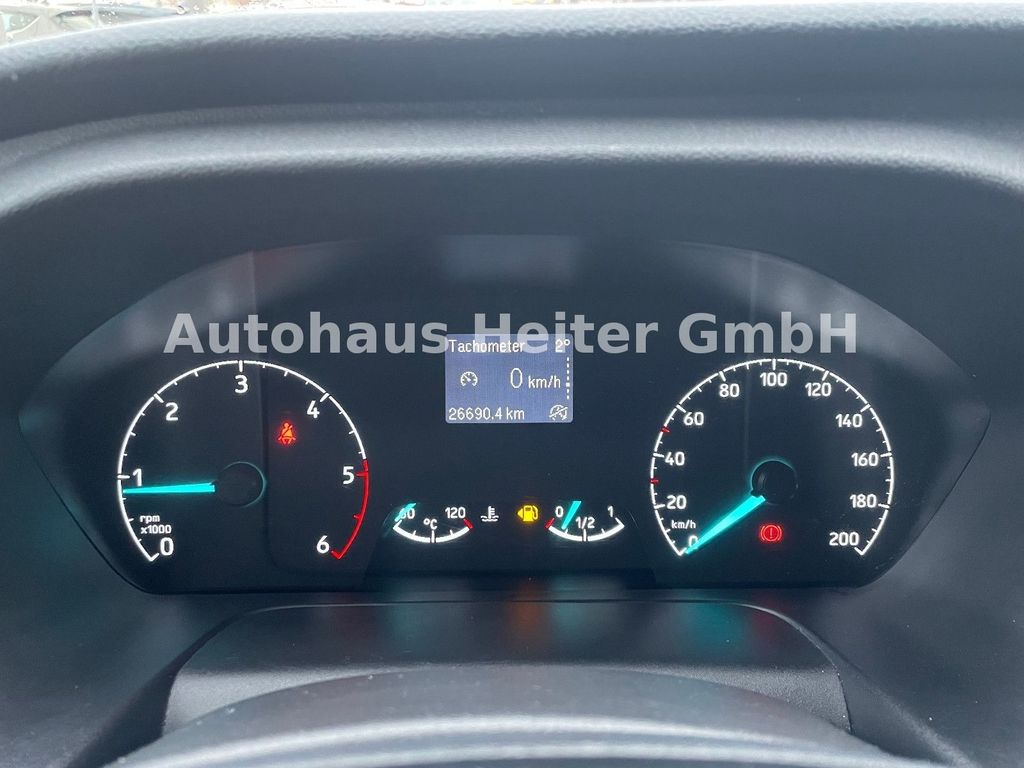 Autohaus Heiter GmbH
Tachometer 2°
0 km/h
26690.4 km
0 1 2 3 4 5 6
rpm
x1000
60 120
°C
0 1/2 1
0 20 40 60 80 100 120 140 160 180 200
km/h